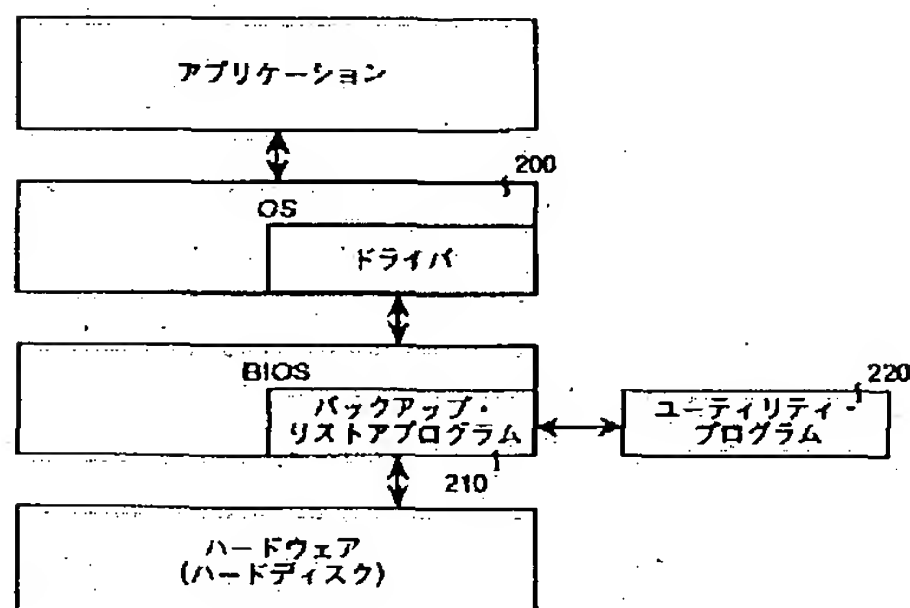 アプリケーション
200
OS
ドライバ
BIOS
220
バックアップ・
リストアプログラム
ユーティリティ・
プログラム
210
ハードウェア
(ハードディスク)